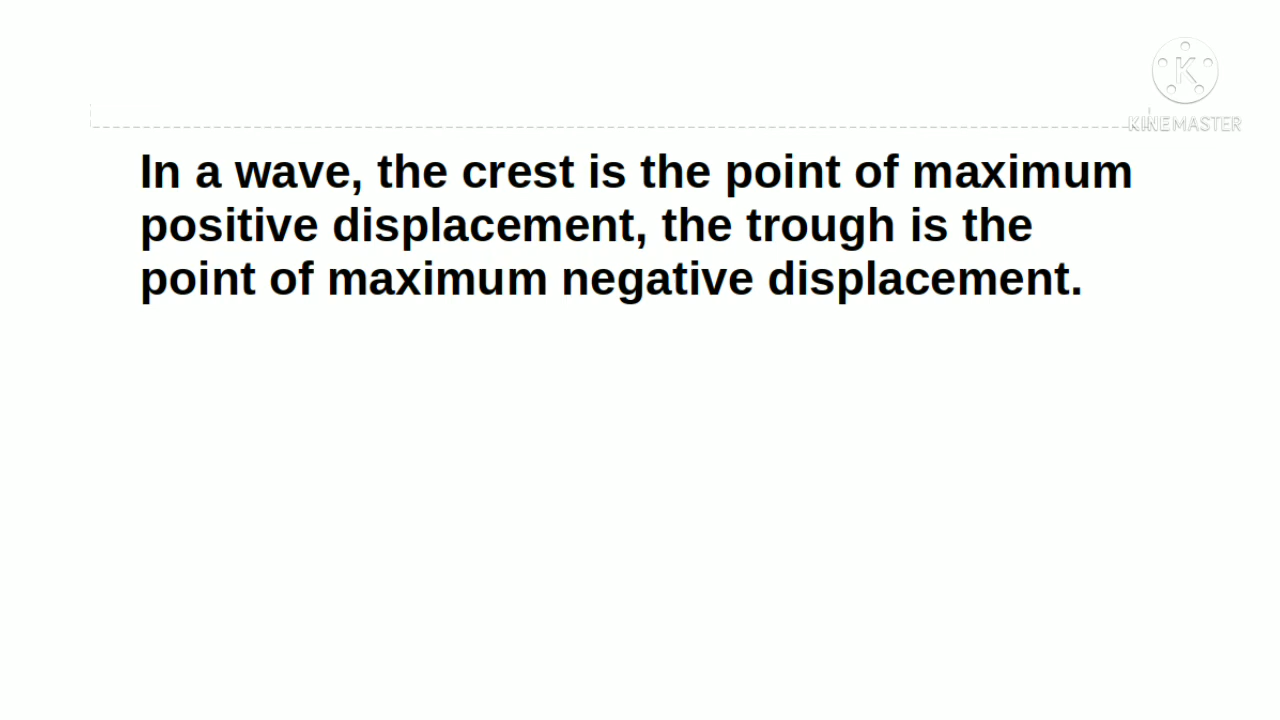 K
KINEMASTER
In a wave, the crest is the point of maximum
positive displacement, the trough is the
point of maximum negative displacement.